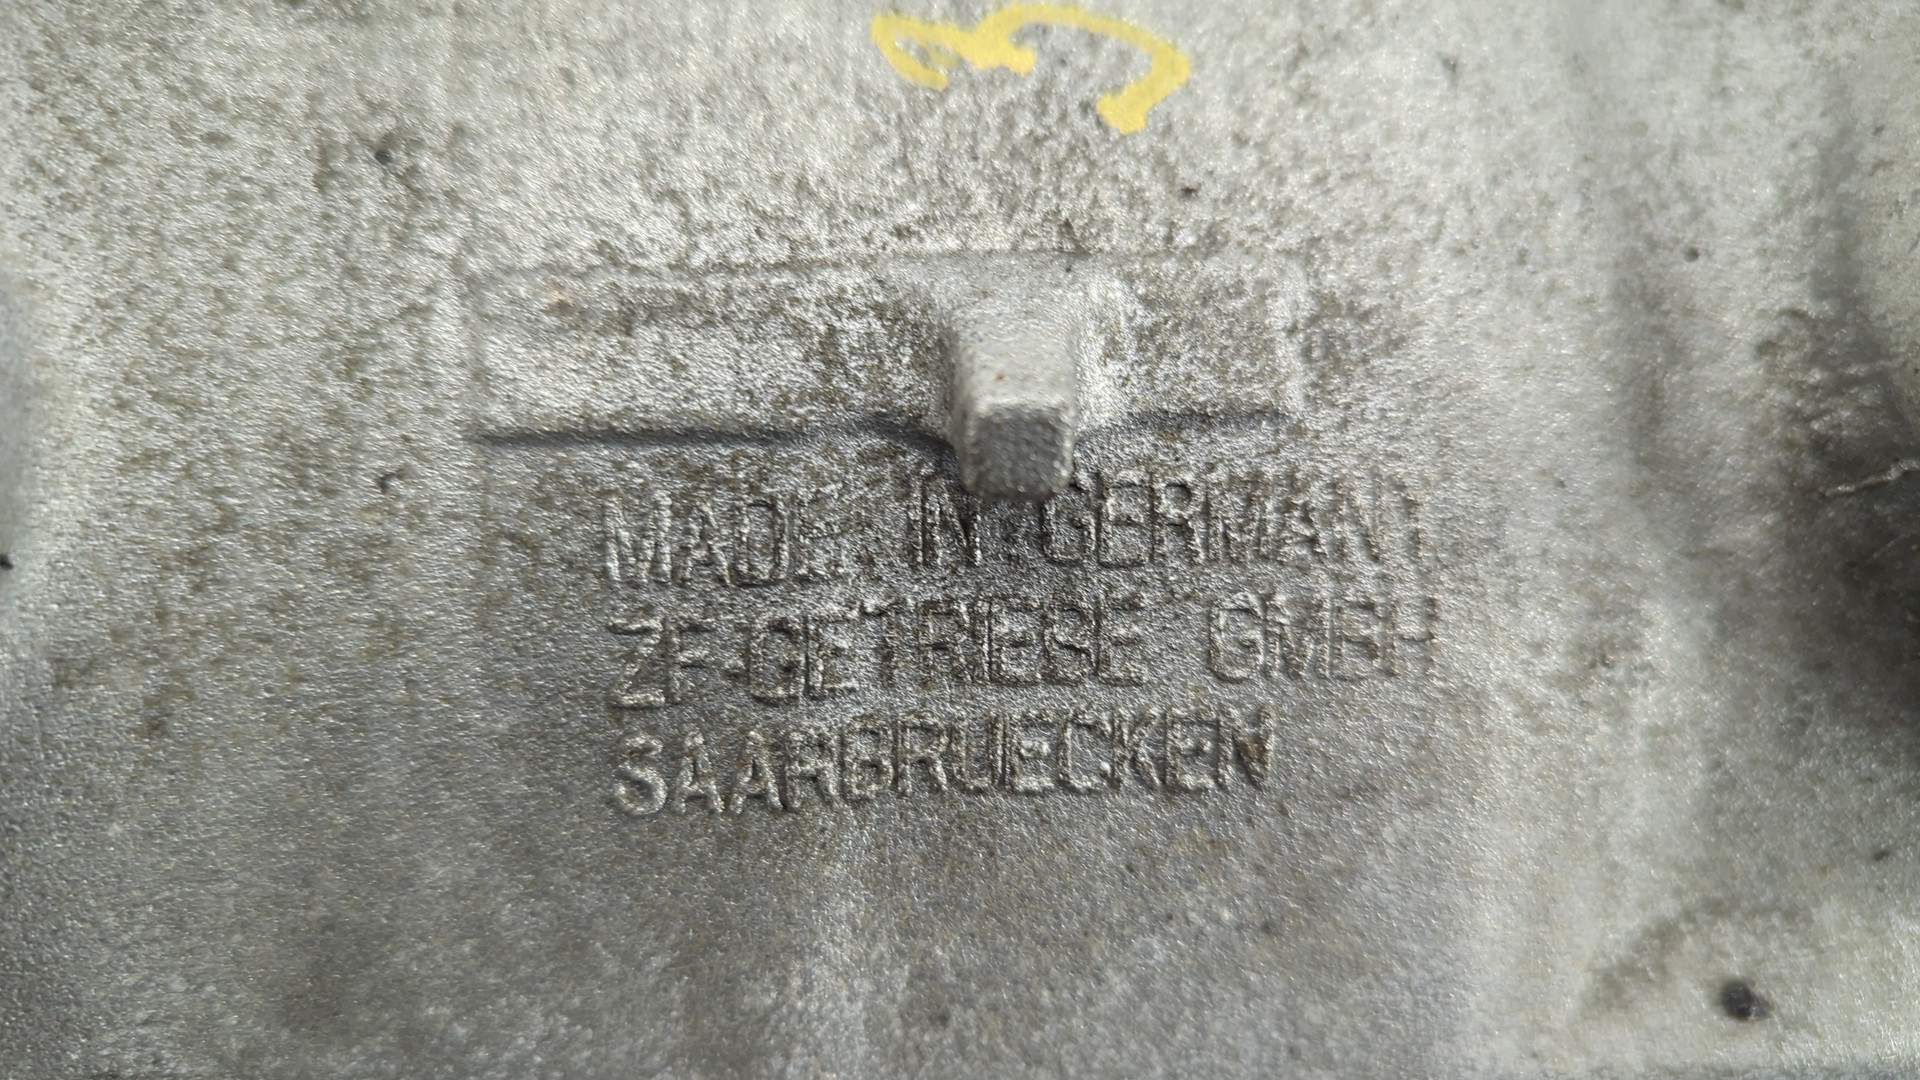 MADE IN GERMANY
ZF-GETRIEBE GMBH
SAARBRUECKEN